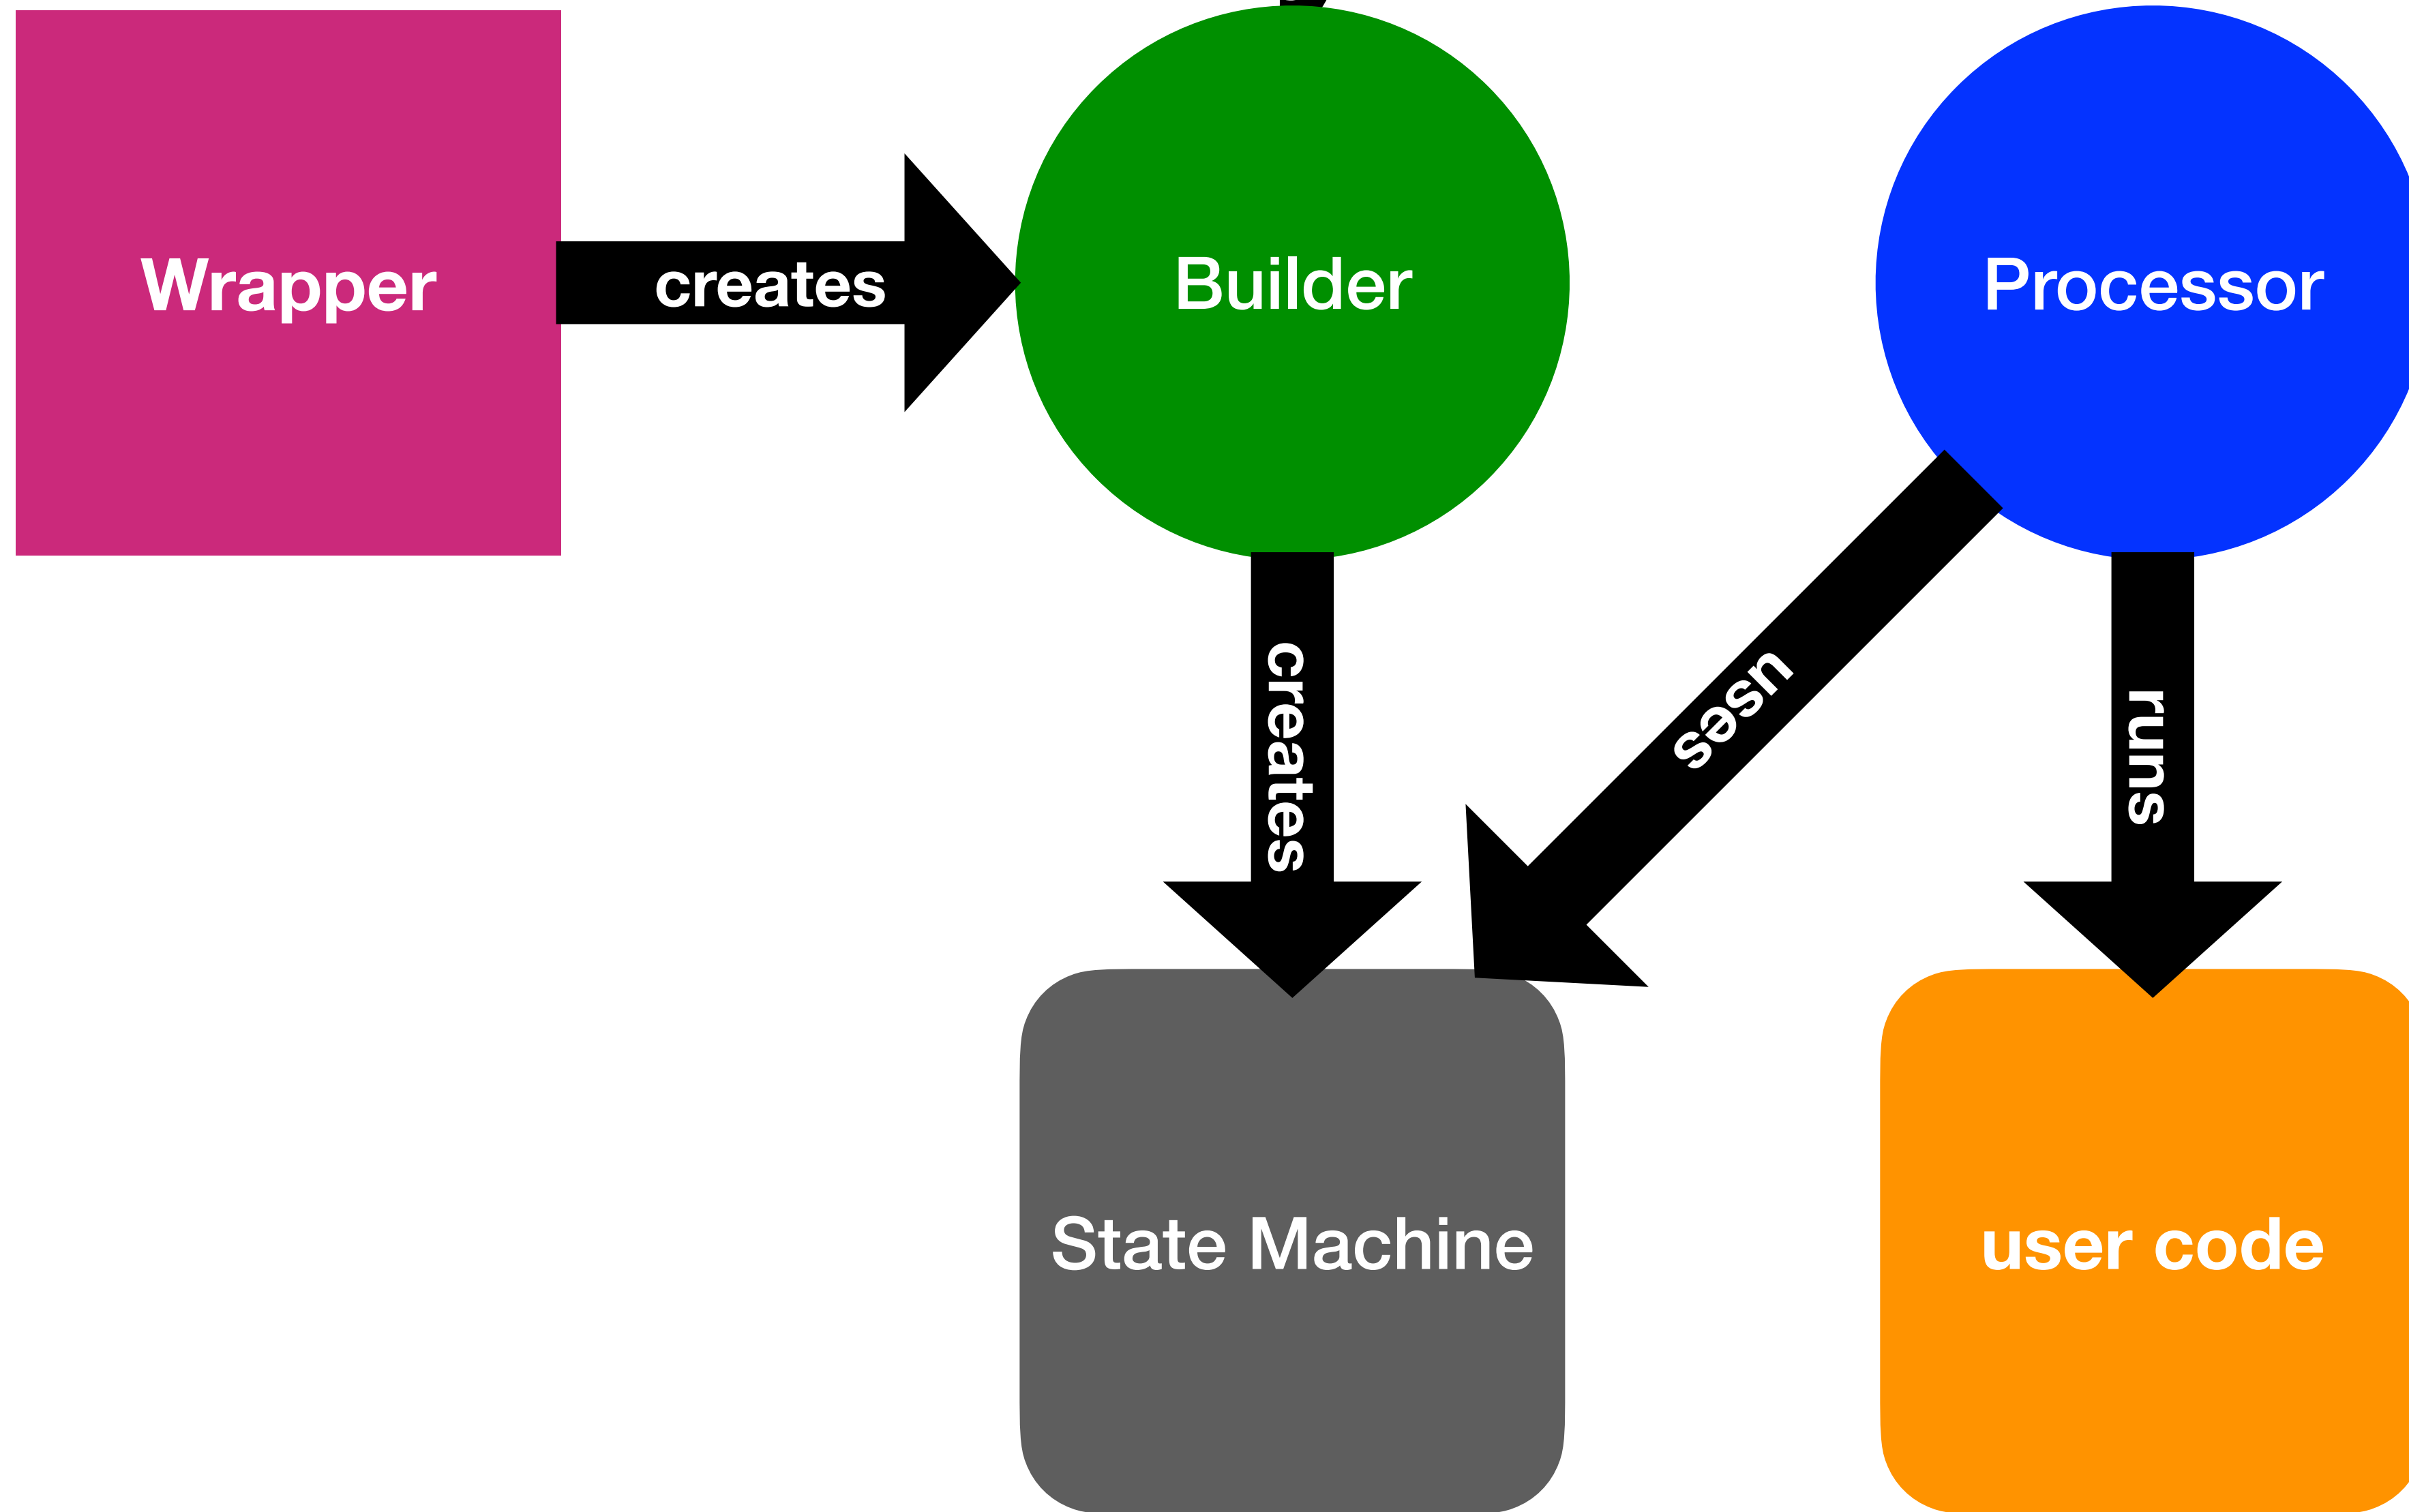 Wrapper
creates
Builder
Processor
creates
uses
runs
State Machine
user code